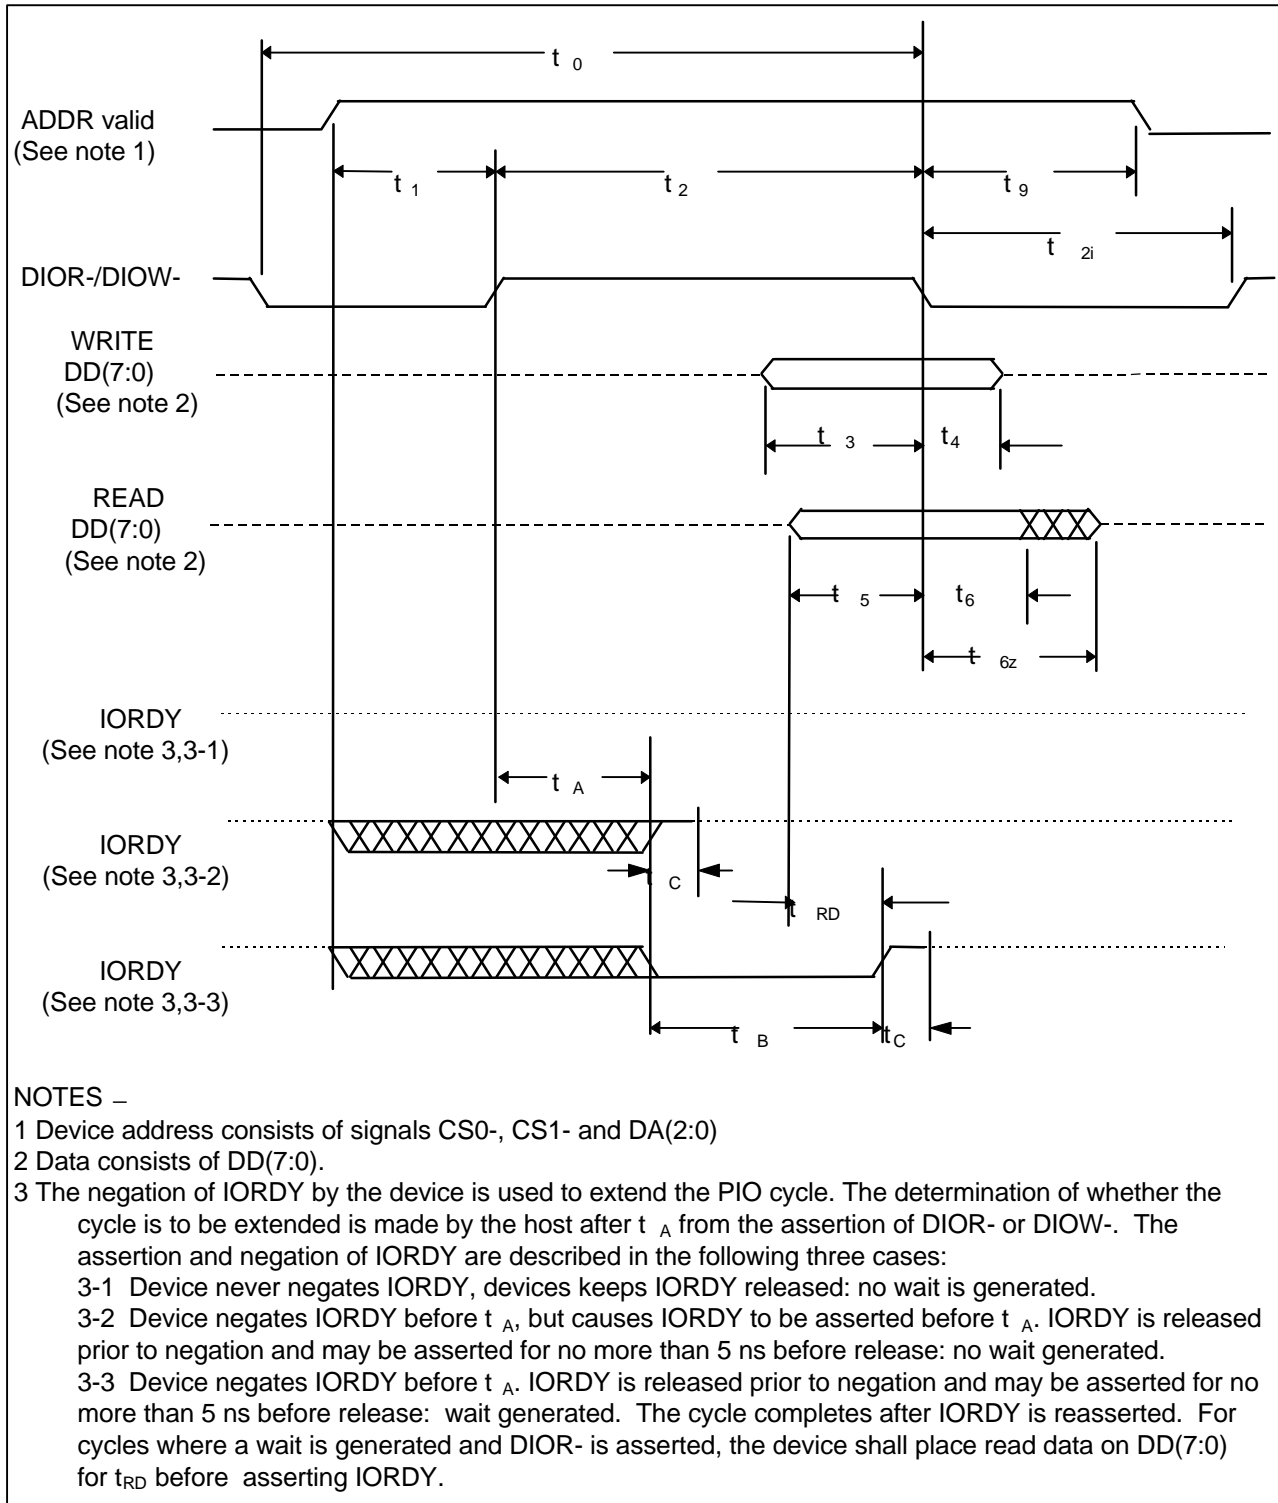 t 0
ADDR valid
(See note 1)
t 1
t 2
t 9
t 2i
DIOR-/DIOW-
WRITE
DD(7:0)
(See note 2)
t 3
t4
READ
DD(7:0)
(See note 2)
t 5
t6
t 6z
IORDY
(See note 3,3-1)
t A
IORDY
(See note 3,3-2)
t C
t RD
IORDY
(See note 3,3-3)
t B
tC
NOTES –
1 Device address consists of signals CS0-, CS1- and DA(2:0)
2 Data consists of DD(7:0).
3 The negation of IORDY by the device is used to extend the PIO cycle. The determination of whether the
cycle is to be extended is made by the host after t A from the assertion of DIOR- or DIOW-. The
assertion and negation of IORDY are described in the following three cases:
3-1 Device never negates IORDY, devices keeps IORDY released: no wait is generated.
3-2 Device negates IORDY before t A, but causes IORDY to be asserted before t A. IORDY is released
prior to negation and may be asserted for no more than 5 ns before release: no wait generated.
3-3 Device negates IORDY before t A. IORDY is released prior to negation and may be asserted for no
more than 5 ns before release: wait generated. The cycle completes after IORDY is reasserted. For
cycles where a wait is generated and DIOR- is asserted, the device shall place read data on DD(7:0)
for tRD before asserting IORDY.